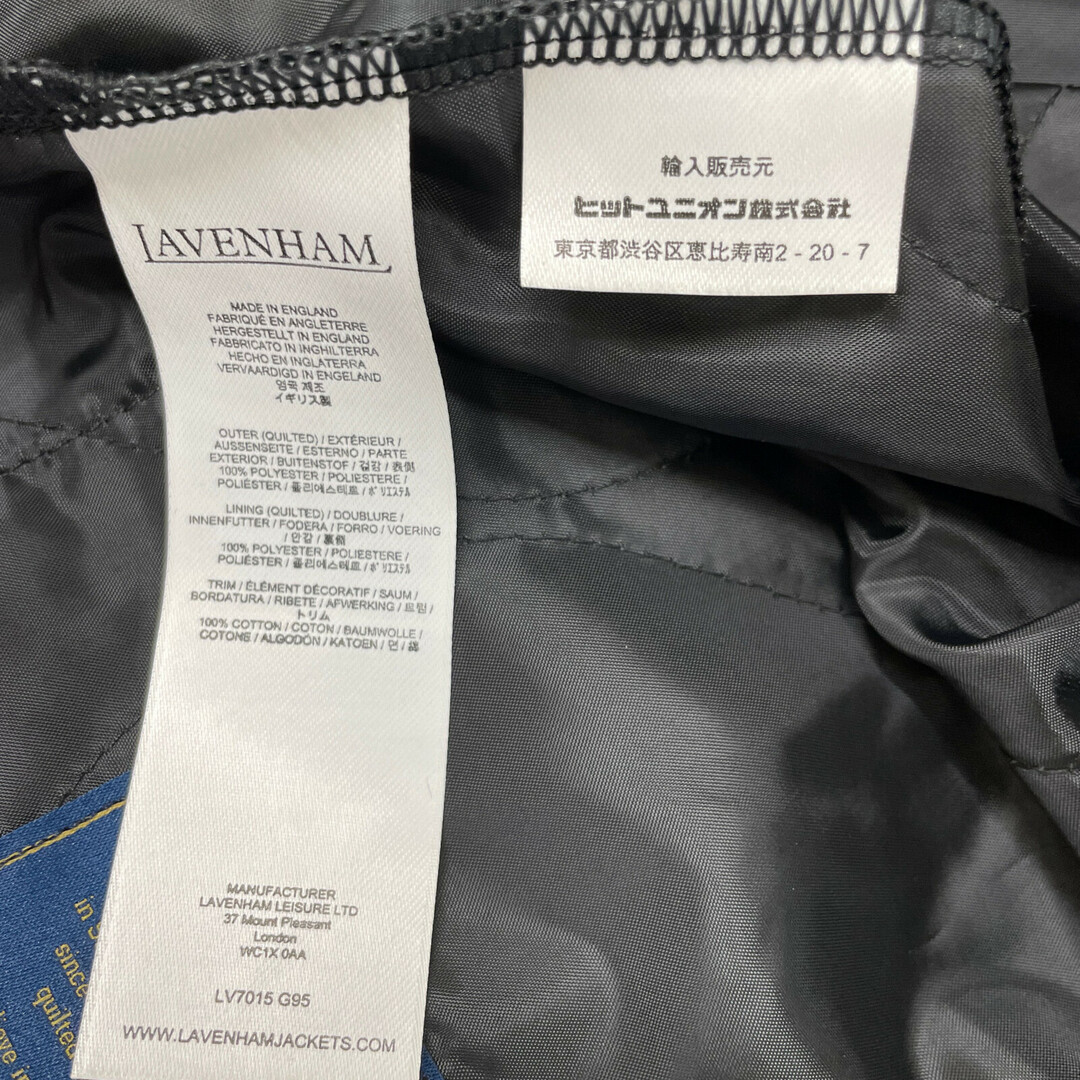 LAVENHAM
MADE IN ENGLAND
FABRIQUÉ EN ANGLETERRE
HERGESTELLT IN ENGLAND
FABBRICATO IN INGHILTERRA
HECHO EN INGLATERRA
VERVAARDIGD IN ENGELAND
영국 제조
イギリス製
OUTER (QUILTED) / EXTÉRIEUR /
AUSSENSEITE / ESTERNO / PARTE
EXTERIOR / BUITENSTOF / 겉감 / 表側
100% POLYESTER / POLIESTERE /
POLIÉSTER / 폴리에스테르 / ﾎﾟﾘｴｽﾃﾙ
LINING (QUILTED) / DOUBLURE /
INNENFUTTER / FODERA / FORRO / VOERING
/ 안감 / 裏側
100% POLYESTER / POLIESTERE /
POLIÉSTER / 폴리에스테르 / ﾎﾟﾘｴｽﾃﾙ
TRIM / ÉLÉMENT DÉCORATIF / SAUM /
BORDATURA / RIBETE / AFWERKING / 트림 /
トリム
100% COTTON / COTON / BAUMWOLLE /
COTONE / ALGODÓN / KATOEN / 면 / 綿
MANUFACTURER
LAVENHAM LEISURE LTD
37 Mount Pleasant
London
WC1X 0AA
LV7015 G95
WWW.LAVENHAMJACKETS.COM
輸入販売元
ヒットユニオン株式会社
東京都渋谷区恵比寿南2 - 20 - 7
in
since
quilted
in